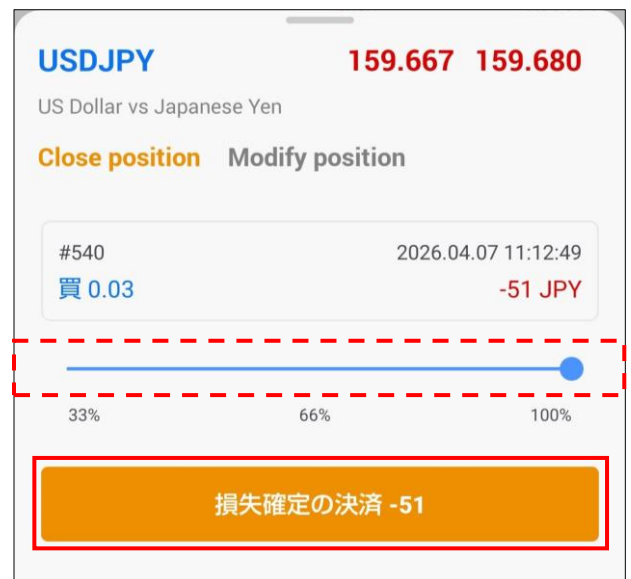 USDJPY 159.667 159.680
US Dollar vs Japanese Yen
Close position Modify position
#540 2026.04.07 11:12:49
買 0.03 -51 JPY
33% 66% 100%
損失確定の決済 -51